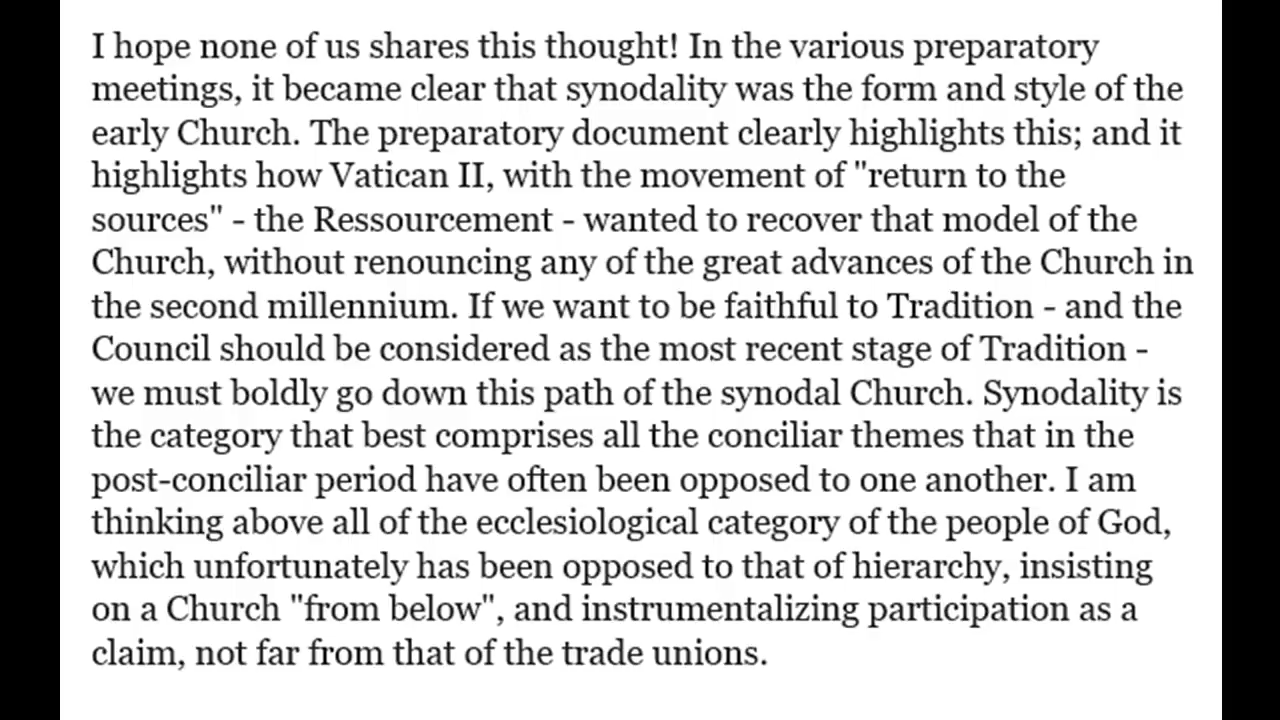 I hope none of us shares this thought! In the various preparatory
meetings, it became clear that synodality was the form and style of the
early Church. The preparatory document clearly highlights this; and it
highlights how Vatican II, with the movement of "return to the
sources" - the Ressourcement - wanted to recover that model of the
Church, without renouncing any of the great advances of the Church in
the second millennium. If we want to be faithful to Tradition - and the
Council should be considered as the most recent stage of Tradition -
we must boldly go down this path of the synodal Church. Synodality is
the category that best comprises all the conciliar themes that in the
post-conciliar period have often been opposed to one another. I am
thinking above all of the ecclesiological category of the people of God,
which unfortunately has been opposed to that of hierarchy, insisting
on a Church "from below", and instrumentalizing participation as a
claim, not far from that of the trade unions.